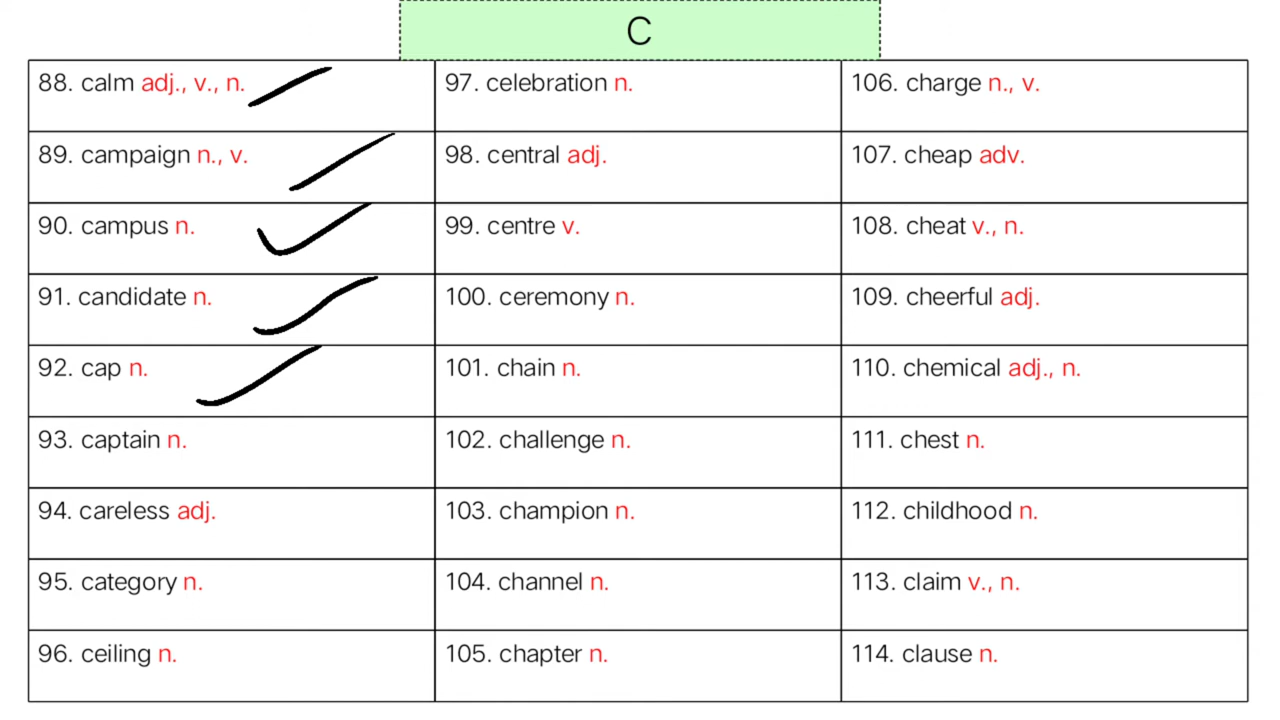 C
88. calm adj., v., n.
89. campaign n., v.
90. campus n.
91. candidate n.
92. cap n.
93. captain n.
94. careless adj.
95. category n.
96. ceiling n.
97. celebration n.
98. central adj.
99. centre v.
100. ceremony n.
101. chain n.
102. challenge n.
103. champion n.
104. channel n.
105. chapter n.
106. charge n., v.
107. cheap adv.
108. cheat v., n.
109. cheerful adj.
110. chemical adj., n.
111. chest n.
112. childhood n.
113. claim v., n.
114. clause n.